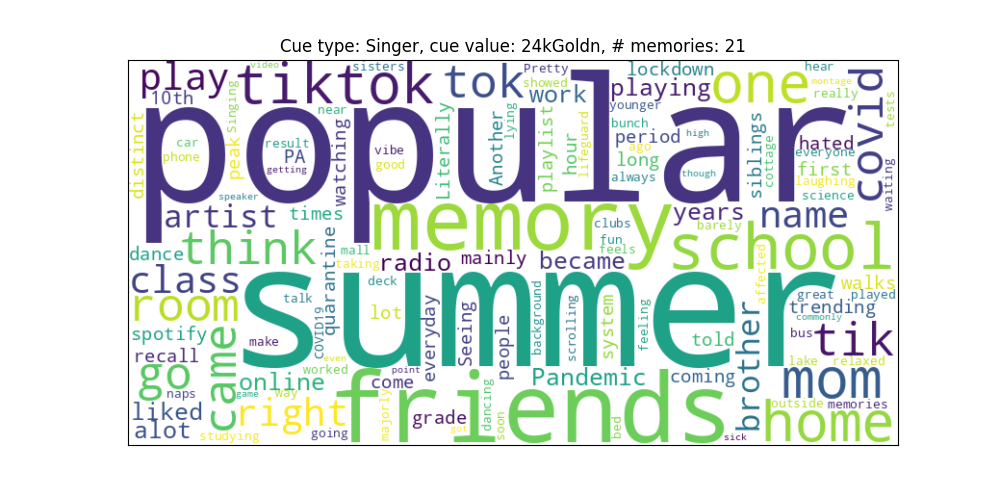 Cue type: Singer, cue value: 24kGoldn, # memories: 21
video
sisters
Pretty
lockdown
hear
montage
play
tiktok
tok
showed
playing
one
really
10th
work
younger
covid
tests
Singing
near
distinct
popular
car
phone
peak
result
PA
getting
watching
vibe
good
Literally
Another
lying
playlist
hour
lifeguard
bunch
period
high
ago
long
always
though
siblings
cottage
hated
everyone
first
laughing
science
waiting
speaker
artist
times
memory
clubs
fun
feels
years
barely
name
dance
think
quarantine
mall
taking
radio
mainly
became
school
affected
class
talk
deck
walks
great
played
room
COVID19
lot
everyday
Seeing
people
background
scrolling
system
feeling
trending
commonly
spotify
make
summer
told
brother
bus
tik
recall
came
worked
even
point
lake
relaxed
go
naps
online
game
way
come
Pandemic
coming
mom
liked
right
friends
majorly
grade
got
dancing
soon
bed
outside
memories
home
alot
studying
going
sick